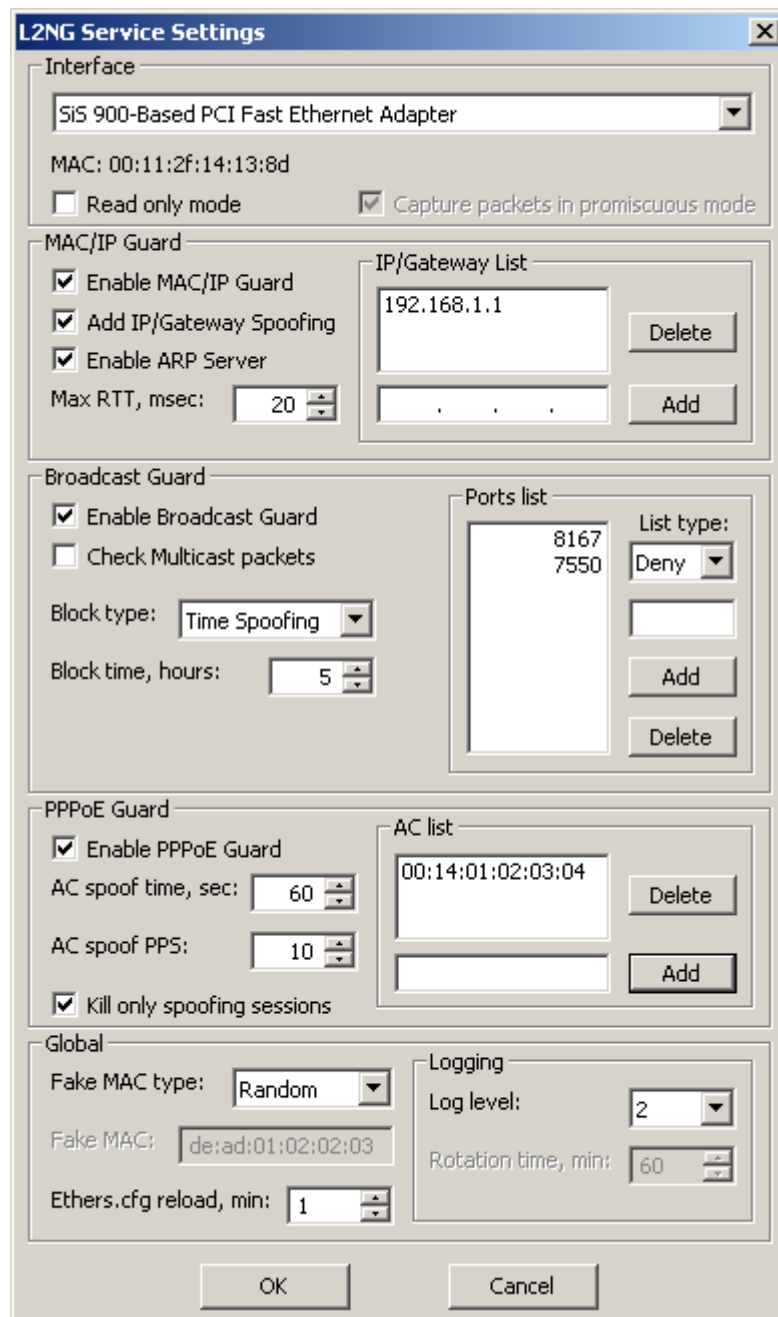 L2NG Service Settings
Interface
SiS 900-Based PCI Fast Ethernet Adapter
MAC: 00:11:2f:14:13:8d
Read only mode
Capture packets in promiscuous mode
MAC/IP Guard
Enable MAC/IP Guard
Add IP/Gateway Spoofing
Enable ARP Server
Max RTT, msec: 20
IP/Gateway List
192.168.1.1
Delete
. . .
Add
Broadcast Guard
Enable Broadcast Guard
Check Multicast packets
Block type: Time Spoofing
Block time, hours: 5
Ports list
8167
7550
List type:
Deny
Add
Delete
PPPoE Guard
Enable PPPoE Guard
AC spoof time, sec: 60
AC spoof PPS: 10
Kill only spoofing sessions
AC list
00:14:01:02:03:04
Delete
Add
Global
Fake MAC type: Random
Fake MAC: de:ad:01:02:02:03
Ethers.cfg reload, min: 1
Logging
Log level: 2
Rotation time, min: 60
OK
Cancel